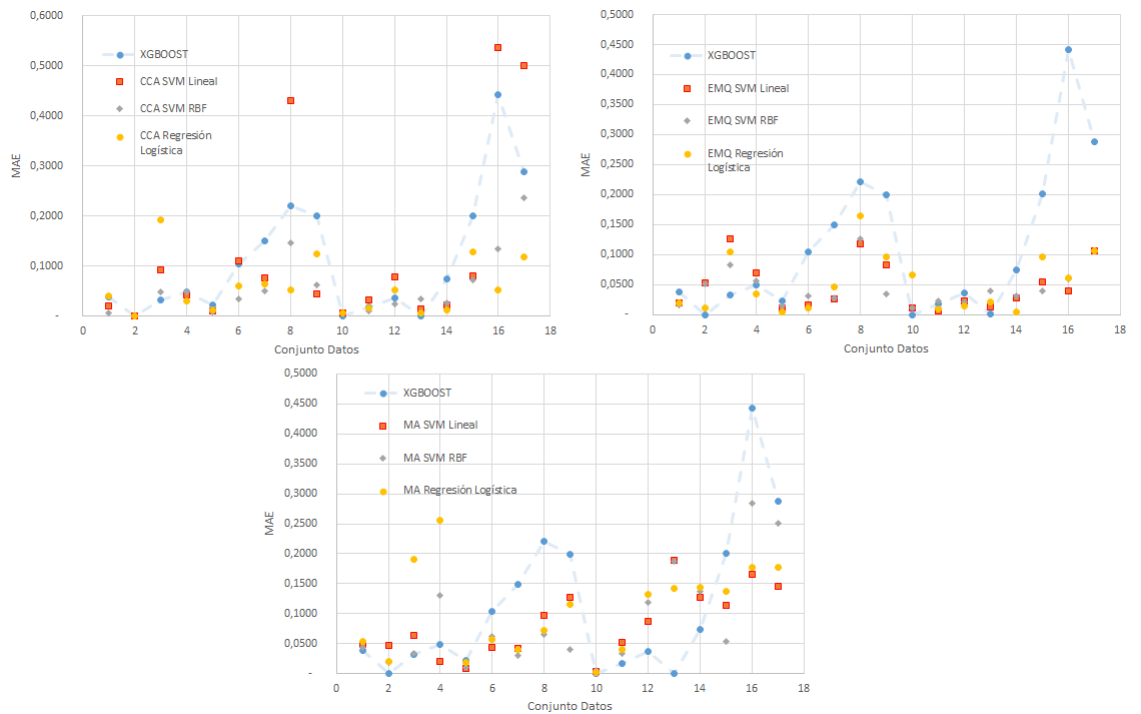 0,6000
0,5000
0,4000
0,3000
0,2000
0,1000
-
MAE
XGBOOST
CCA SVM Lineal
CCA SVM RBF
CCA Regresión
Logística
0 2 4 6 8 10 12 14 16 18
Conjunto Datos
0,5000
0,4500
0,4000
0,3500
0,3000
0,2500
0,2000
0,1500
0,1000
0,0500
-
MAE
XGBOOST
EMQ SVM Lineal
EMQ SVM RBF
EMQ Regresión
Logística
0 2 4 6 8 10 12 14 16 18
Conjunto Datos
0,5000
0,4500
0,4000
0,3500
0,3000
0,2500
0,2000
0,1500
0,1000
0,0500
-
MAE
XGBOOST
MA SVM Lineal
MA SVM RBF
MA Regresión Logística
0 2 4 6 8 10 12 14 16 18
Conjunto Datos